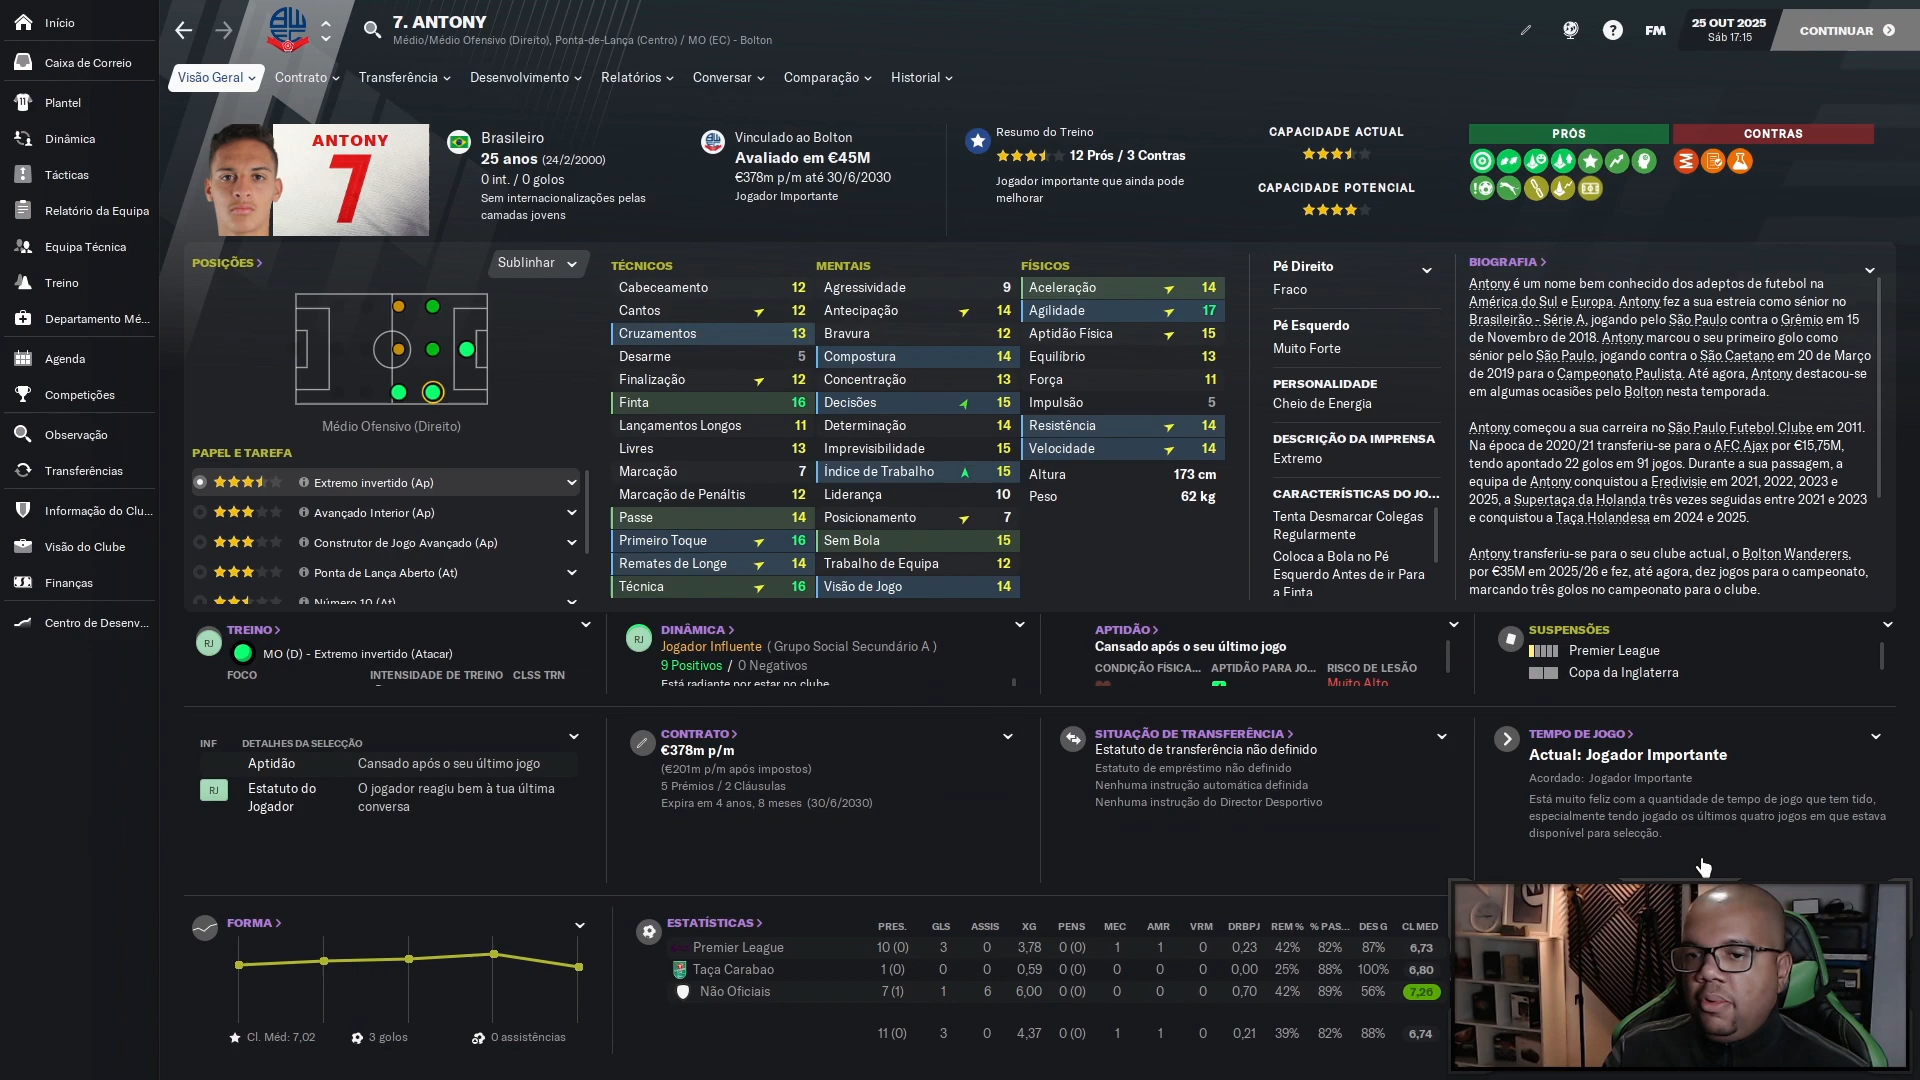 Início
Caixa de Correio
Plantel
Dinâmica
Tácticas
Relatório da Equipa
Equipa Técnica
Treino
Departamento Mé...
Agenda
Competições
Observação
Transferências
Informação do Clu...
Visão do Clube
Finanças
Centro de Desenv...
7. ANTONY
Médio/Médio Ofensivo (Direito), Ponta-de-Lança (Centro) / MO (EC) - Bolton
FM
25 OUT 2025
Sáb 17:15
CONTINUAR
Visão Geral
Contrato
Transferência
Desenvolvimento
Relatórios
Conversar
Comparação
Historial
ANTONY
7
Brasileiro
25 anos (24/2/2000)
0 int. / 0 golos
Sem internacionalizações pelas
camadas jovens
Vinculado ao Bolton
Avaliado em €45M
€378m p/m até 30/6/2030
Jogador Importante
Resumo do Treino
12 Prós / 3 Contras
Jogador importante que ainda pode
melhorar
CAPACIDADE ACTUAL
CAPACIDADE POTENCIAL
PRÓS
CONTRAS
POSIÇÕES
Sublinhar
Médio Ofensivo (Direito)
PAPEL E TAREFA
Extremo invertido (Ap)
Avançado Interior (Ap)
Construtor de Jogo Avançado (Ap)
Ponta de Lança Aberto (At)
Número 10 (At)
TÉCNICOS
Cabeceamento 12
Cantos 12
Cruzamentos 13
Desarme 5
Finalização 12
Finta 16
Lançamentos Longos 11
Livres 13
Marcação 7
Marcação de Penáltis 12
Passe 14
Primeiro Toque 16
Remates de Longe 14
Técnica 16
MENTAIS
Agressividade 9
Antecipação 14
Bravura 12
Compostura 14
Concentração 13
Decisões 15
Determinação 14
Imprevisibilidade 15
Índice de Trabalho 15
Liderança 10
Posicionamento 7
Sem Bola 15
Trabalho de Equipa 12
Visão de Jogo 14
FÍSICOS
Aceleração 14
Agilidade 17
Aptidão Física 15
Equilíbrio 13
Força 11
Impulsão 5
Resistência 14
Velocidade 14
Altura 173 cm
Peso 62 kg
Pé Direito
Fraco
Pé Esquerdo
Muito Forte
PERSONALIDADE
Cheio de Energia
DESCRIÇÃO DA IMPRENSA
Extremo
CARACTERÍSTICAS DO JO...
Tenta Desmarcar Colegas
Regularmente
Coloca a Bola no Pé
Esquerdo Antes de ir Para
a Finta
BIOGRAFIA
Antony é um nome bem conhecido dos adeptos de futebol na
América do Sul e Europa. Antony fez a sua estreia como sénior no
Brasileirão - Série A, jogando pelo São Paulo contra o Grêmio em 15
de Novembro de 2018. Antony marcou o seu primeiro golo como
sénior pelo São Paulo, jogando contra o São Caetano em 20 de Março
de 2019 para o Campeonato Paulista. Até agora, Antony destacou-se
em algumas ocasiões pelo Bolton nesta temporada.
Antony começou a sua carreira no São Paulo Futebol Clube em 2011.
Na época de 2020/21 transferiu-se para o AFC Ajax por €15,75M,
tendo apontado 22 golos em 91 jogos. Durante a sua passagem, a
equipa de Antony conquistou a Eredivisie em 2021, 2022, 2023 e
2025, a Supertaça da Holanda três vezes seguidas entre 2021 e 2023
e conquistou a Taça Holandesa em 2024 e 2025.
Antony transferiu-se para o seu clube actual, o Bolton Wanderers,
por €35M em 2025/26 e fez, até agora, dez jogos para o campeonato,
marcando três golos no campeonato para o clube.
RJ
TREINO
MO (D) - Extremo invertido (Atacar)
FOCO INTENSIDADE DE TREINO CLSS TRN
RJ
DINÂMICA
Jogador Influente ( Grupo Social Secundário A )
9 Positivos / 0 Negativos
Está radiante por estar no clube
APTIDÃO
Cansado após o seu último jogo
CONDIÇÃO FÍSICA... APTIDÃO PARA JO... RISCO DE LESÃO
Muito Alto
SUSPENSÕES
Premier League
Copa da Inglaterra
INF DETALHES DA SELECÇÃO
Aptidão Cansado após o seu último jogo
RJ
Estatuto do Jogador O jogador reagiu bem à tua última conversa
CONTRATO
€378m p/m
(€201m p/m após impostos)
5 Prémios / 2 Cláusulas
Expira em 4 anos, 8 meses (30/6/2030)
SITUAÇÃO DE TRANSFERÊNCIA
Estatuto de transferência não definido
Estatuto de empréstimo não definido
Nenhuma instrução automática definida
Nenhuma instrução do Director Desportivo
TEMPO DE JOGO
Actual: Jogador Importante
Acordado: Jogador Importante
Está muito feliz com a quantidade de tempo de jogo que tem tido,
especialmente tendo jogado os últimos quatro jogos em que estava
disponível para selecção.
FORMA
Cl. Méd: 7,02 3 golos 0 assistências
ESTATÍSTICAS PRES. GLS ASSIS XG PENS MEC AMR VRM DRBPJ REM % % PAS... DES G CL MED
Premier League 10 (0) 3 0 3,78 0 (0) 1 1 0 0,23 42% 82% 87% 6,73
Taça Carabao 1 (0) 0 0 0,59 0 (0) 0 0 0 0,00 25% 88% 100% 6,80
Não Oficiais 7 (1) 1 6 6,00 0 (0) 0 0 0 0,70 42% 89% 56% 7,26
11 (0) 3 0 4,37 0 (0) 1 1 0 0,21 39% 82% 88% 6,74